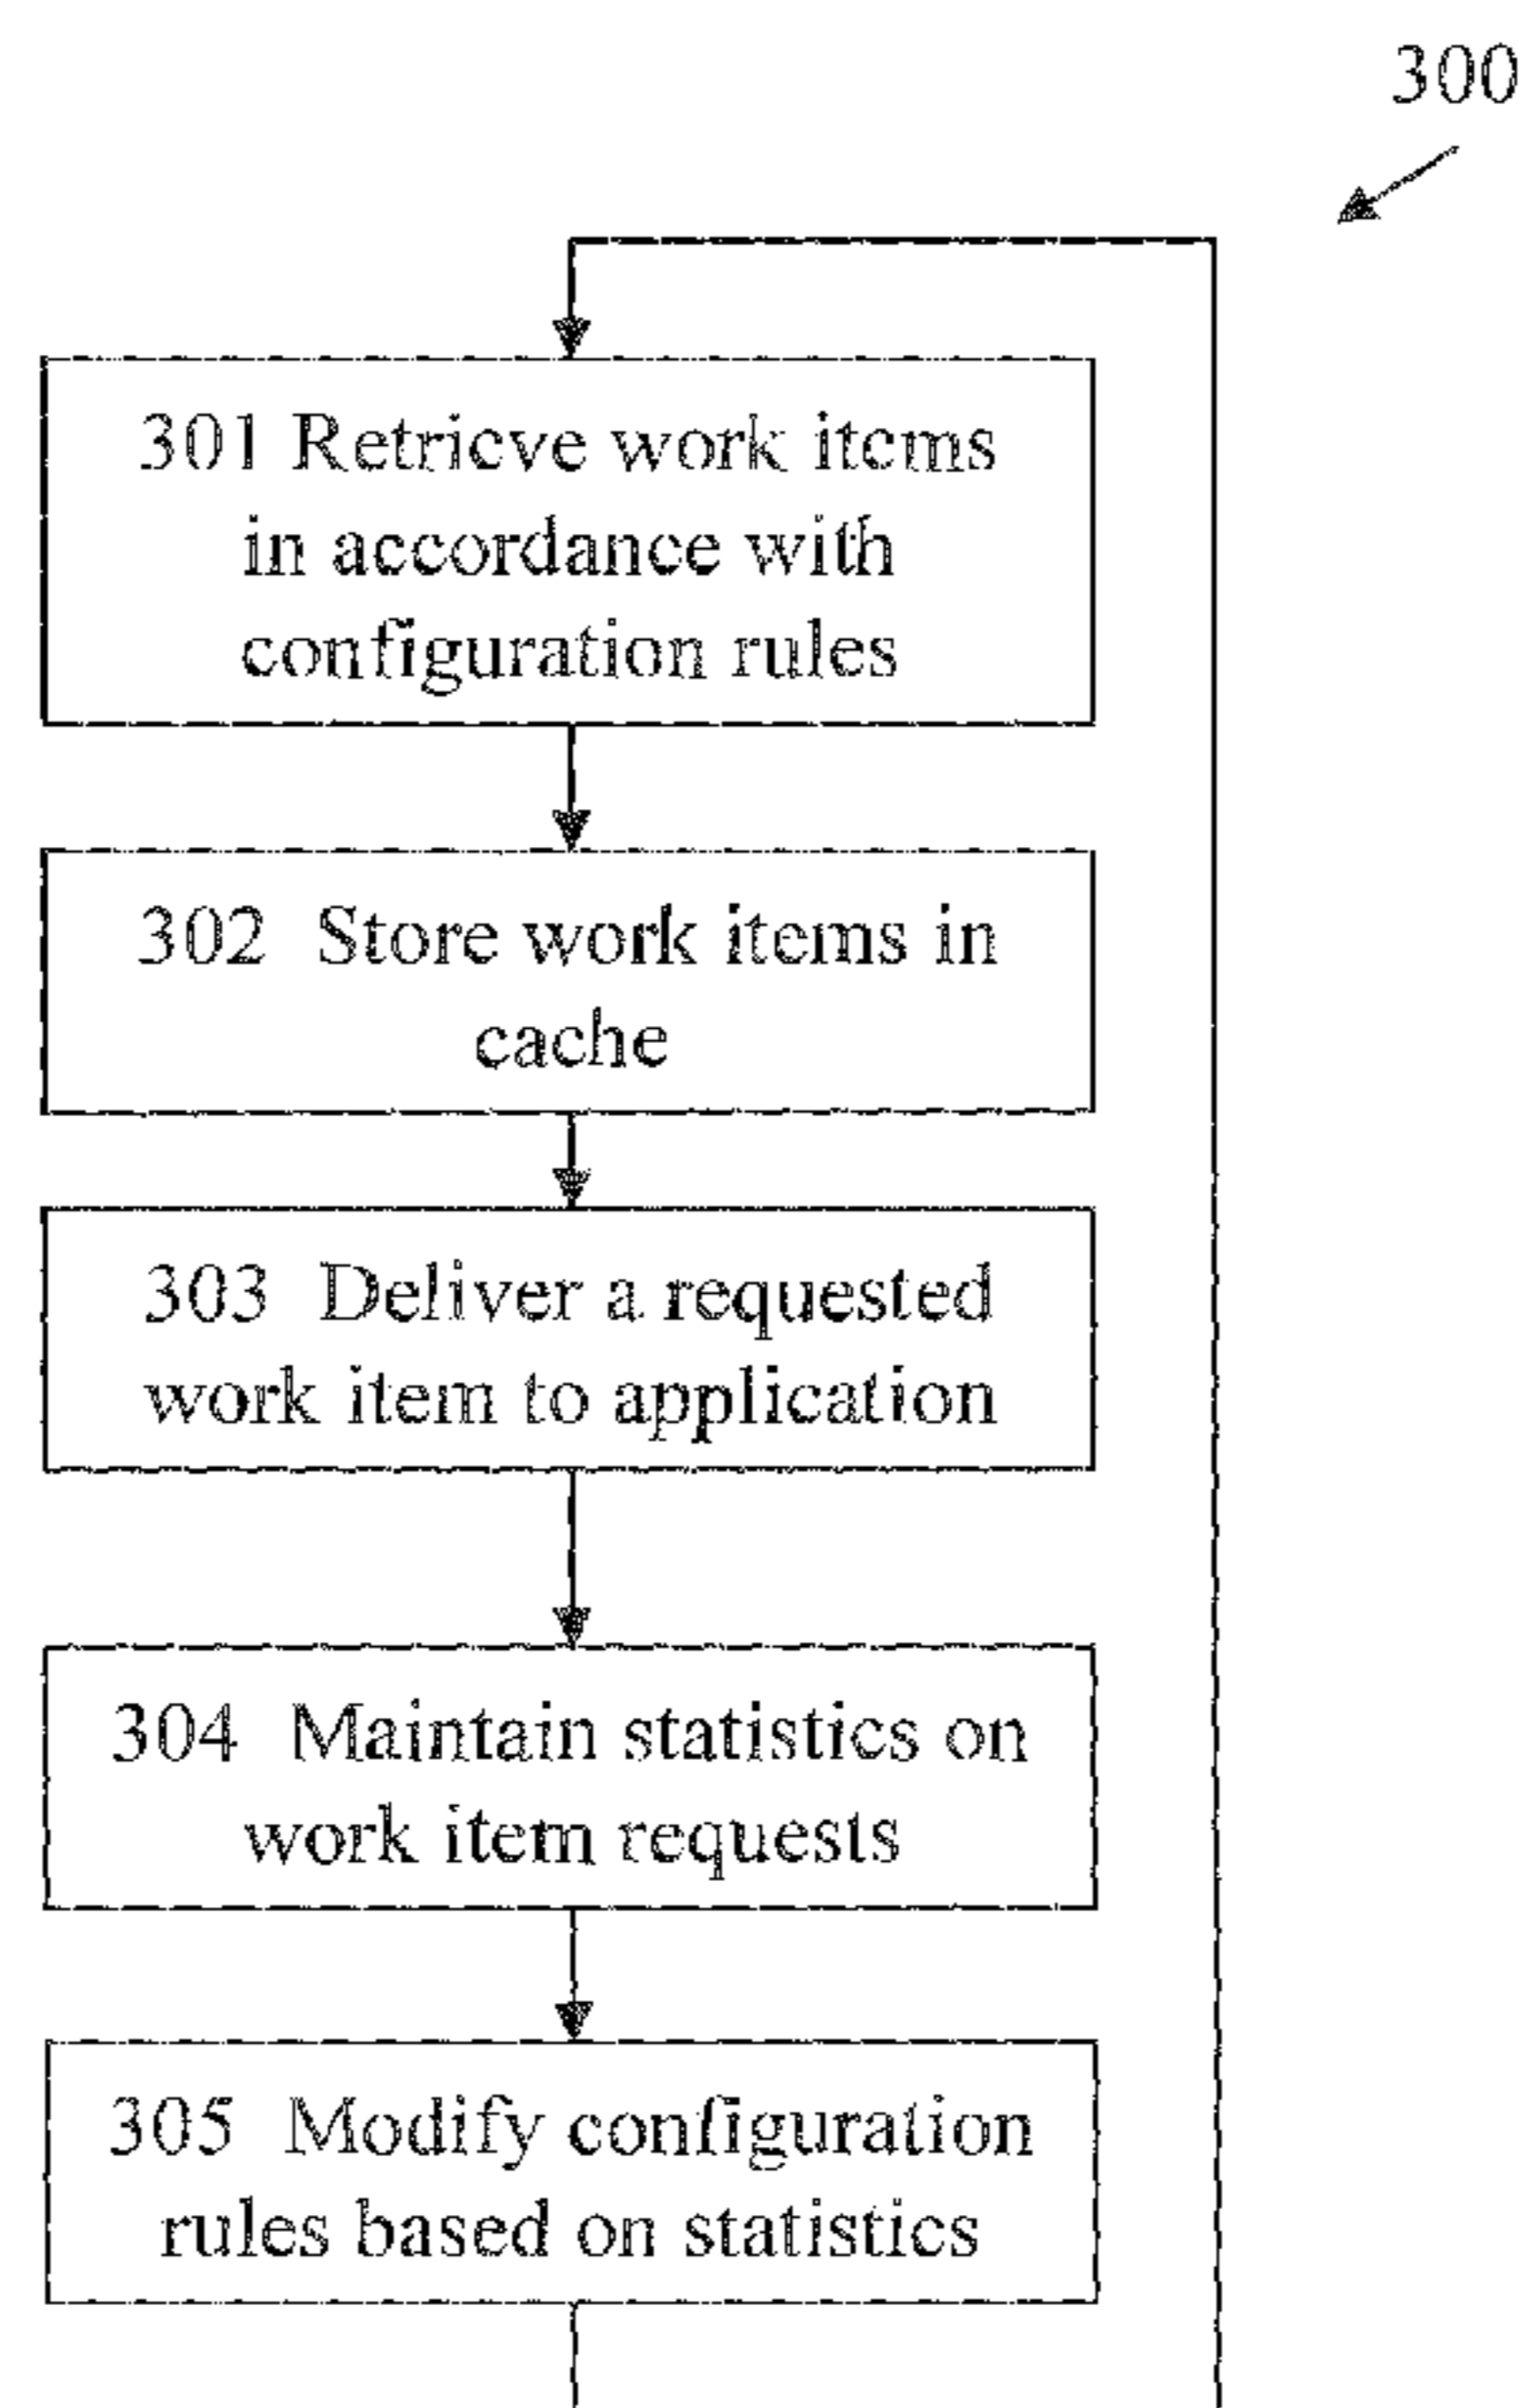 300
301 Retrieve work items
in accordance with
configuration rules
302 Store work items in
cache
303 Deliver a requested
work item to application
304 Maintain statistics on
work item requests
305 Modify configuration
rules based on statistics